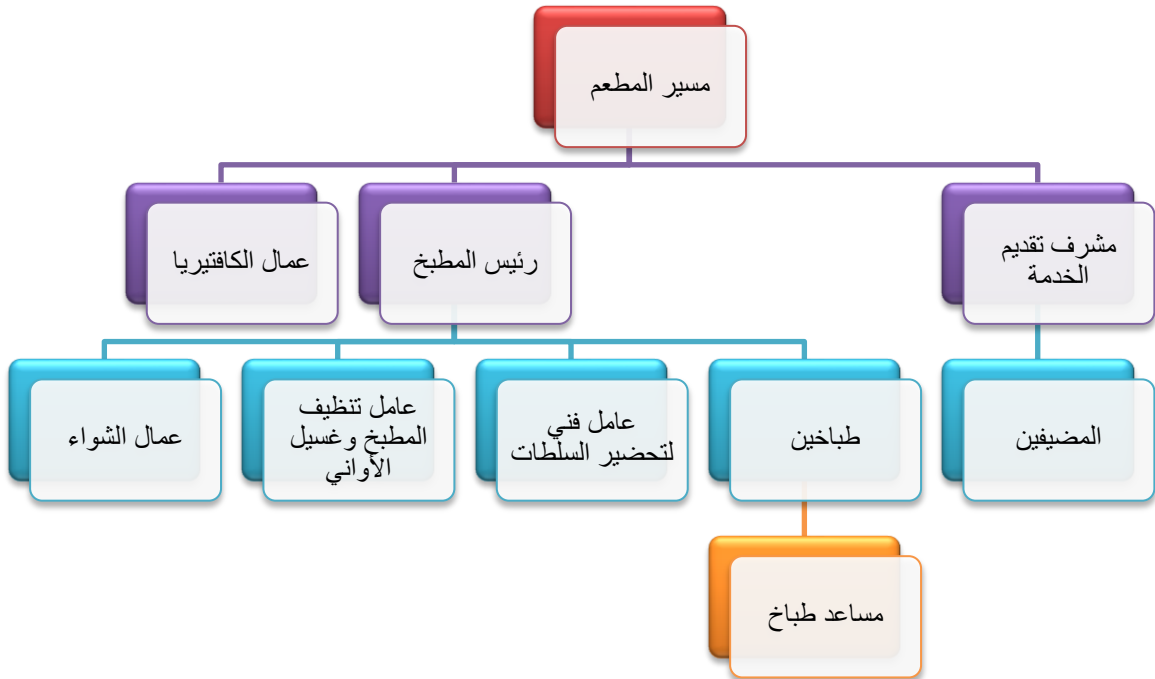 مسير المطعم
مشرف تقديم
الخدمة
رئيس المطبخ
عمال الكافتيريا
المضيفين
طباخين
عامل فني
لتحضير السلطات
عامل تنظيف
المطبخ وغسيل
الأواني
عمال الشواء
مساعد طباخ